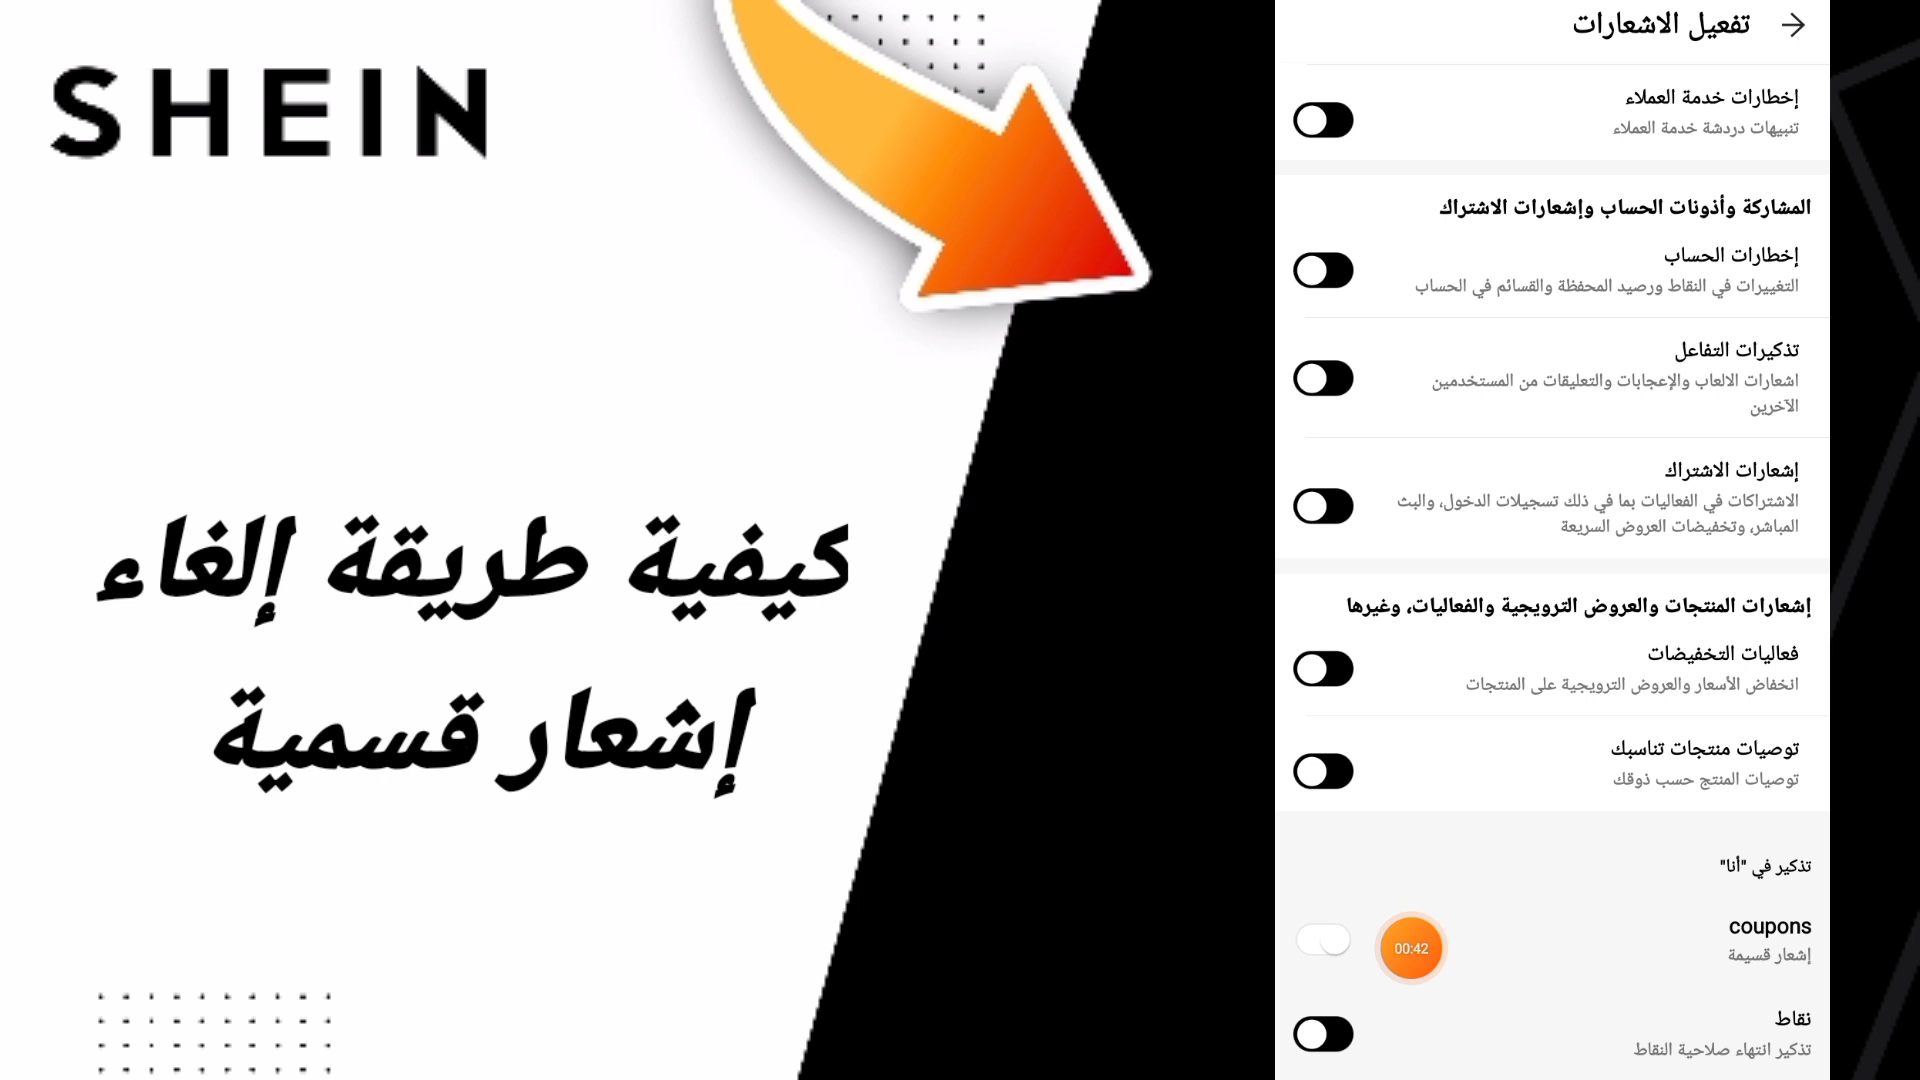 SHEIN
كيفية طريقة إلغاء
إشعار قسمية
تفعيل الاشعارات
إخطارات خدمة العملاء
تنبيهات دردشة خدمة العملاء
المشاركة وأذونات الحساب وإشعارات الاشتراك
إخطارات الحساب
التغييرات في النقاط ورصيد المحفظة والقسائم في الحساب
تذكيرات التفاعل
اشعارات الالعاب والإعجابات والتعليقات من المستخدمين
الآخرين
إشعارات الاشتراك
الاشتراكات في الفعاليات بما في ذلك تسجيلات الدخول، والبث
المباشر، وتخفيضات العروض السريعة
إشعارات المنتجات والعروض الترويجية والفعاليات، وغيرها
فعاليات التخفيضات
انخفاض الأسعار والعروض الترويجية على المنتجات
توصيات منتجات تناسبك
توصيات المنتج حسب ذوقك
تذكير في "أنا"
coupons
إشعار قسيمة
00:42
نقاط
تذكير انتهاء صلاحية النقاط